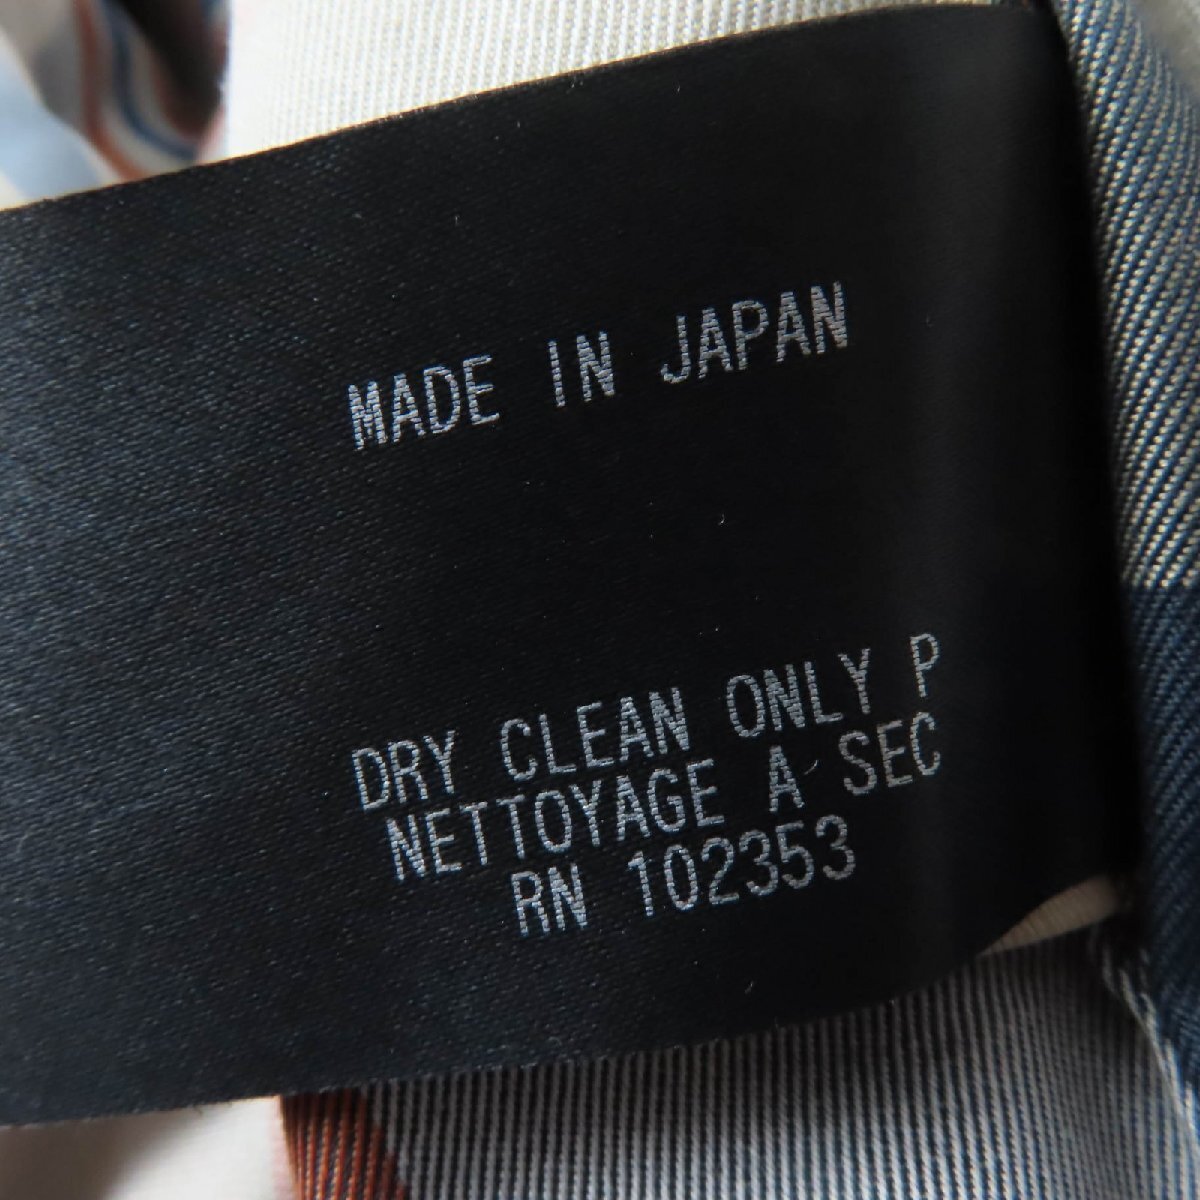 MADE IN JAPAN
DRY CLEAN ONLY P
NETTOYAGE A SEC
RN 102353